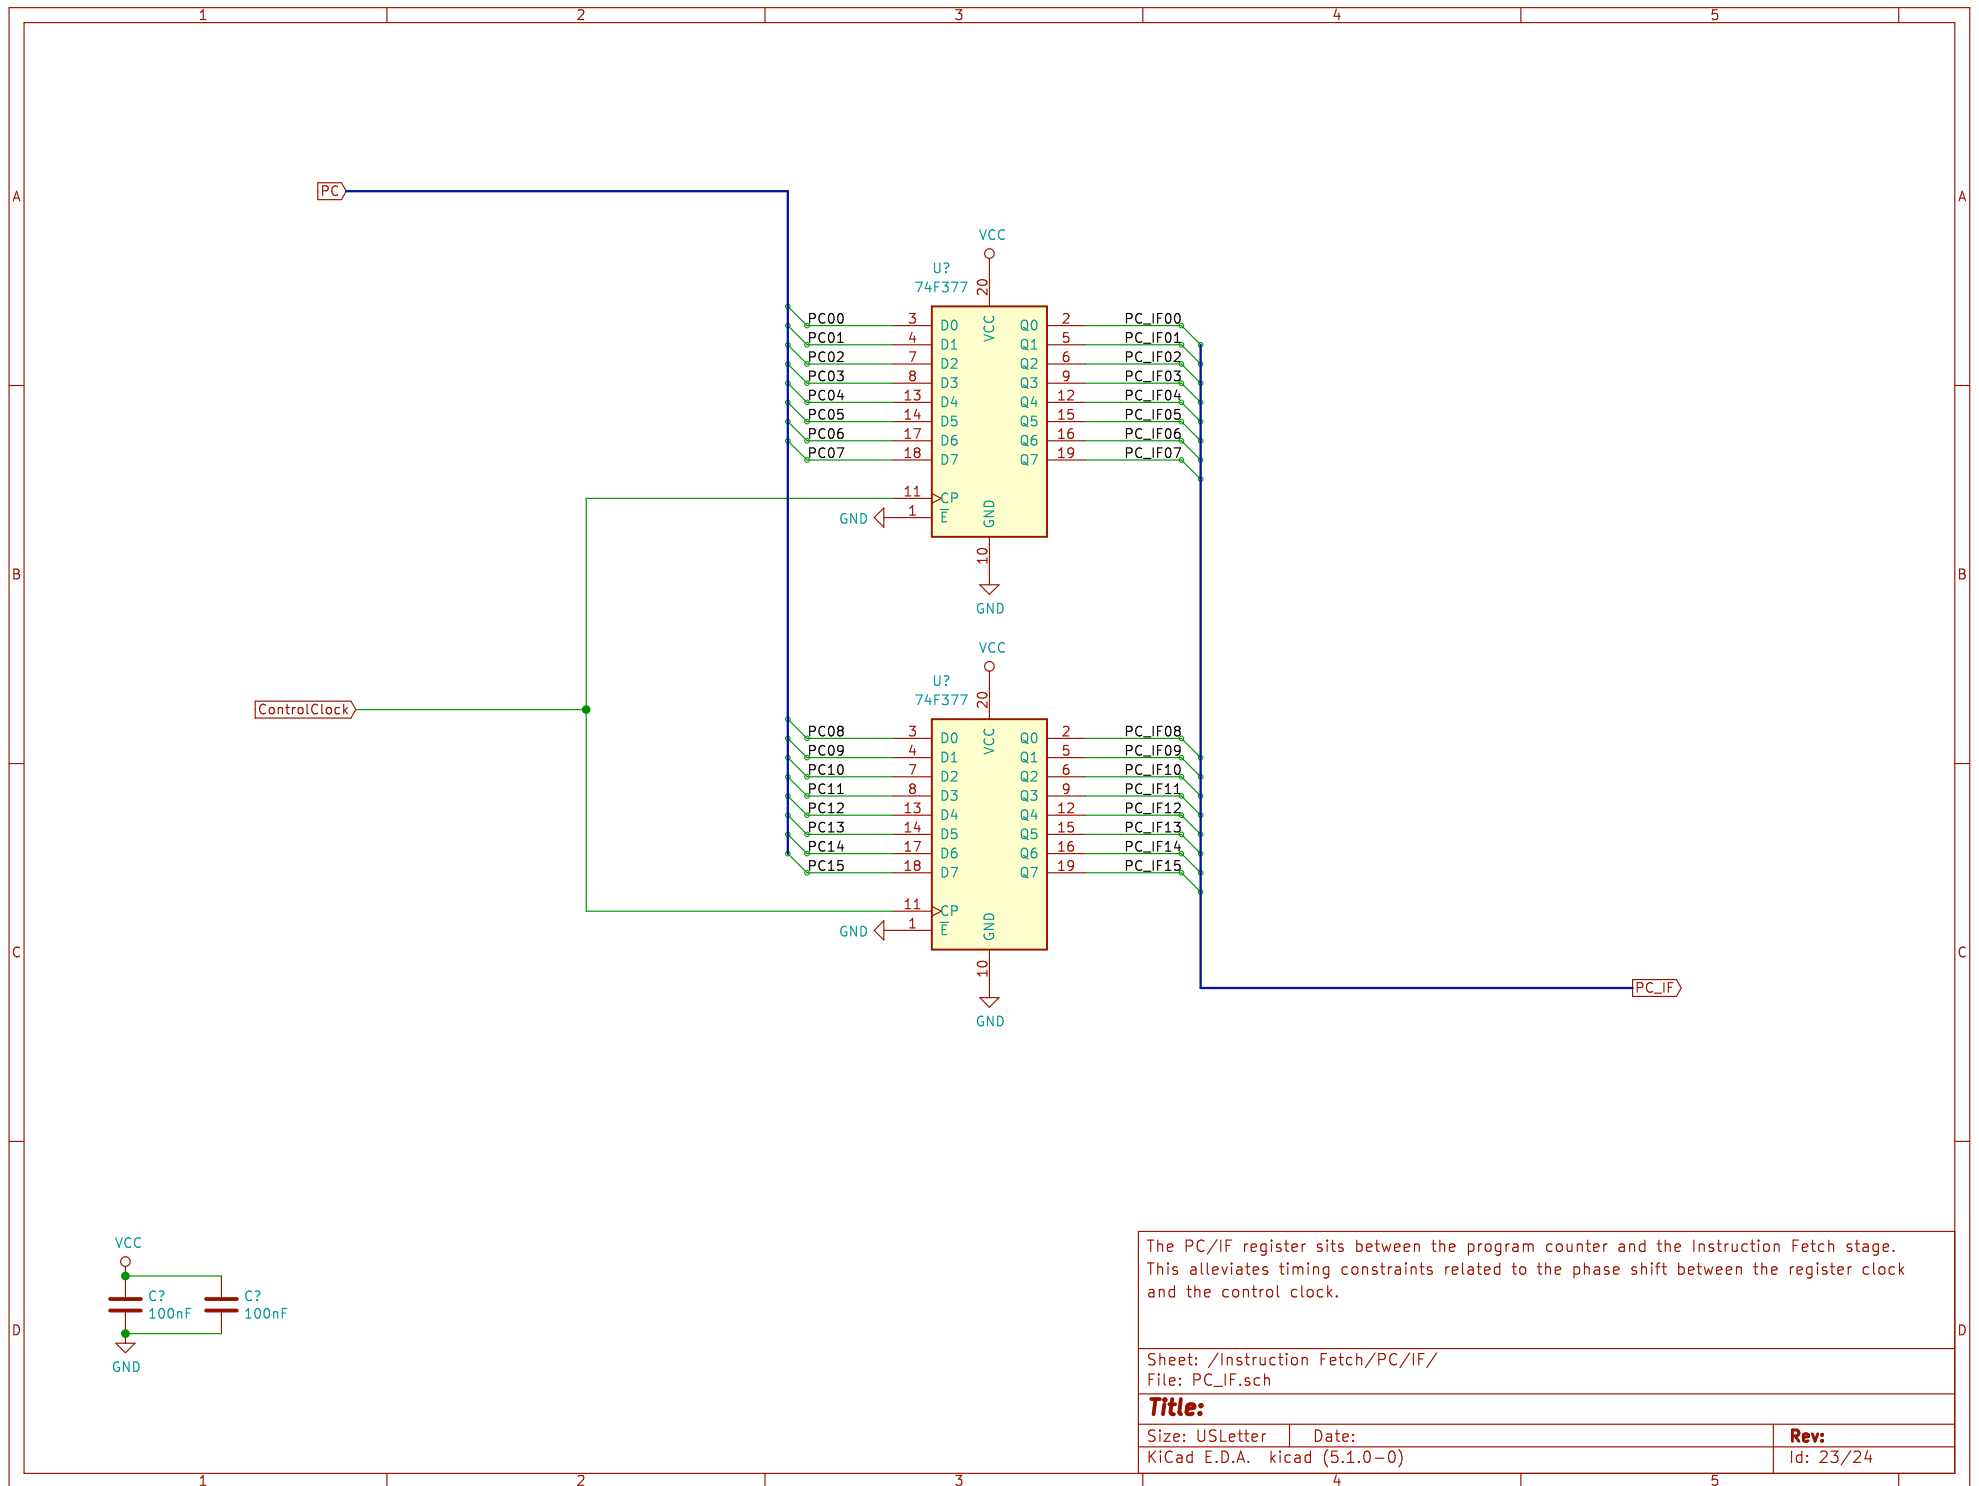 1 2 3 4 5
A A
PC
VCC
U?
74F377
20
VCC
PC00 3 D0 Q0 2 PC_IF00
PC01 4 D1 Q1 5 PC_IF01
PC02 7 D2 Q2 6 PC_IF02
PC03 8 D3 Q3 9 PC_IF03
PC04 13 D4 Q4 12 PC_IF04
PC05 14 D5 Q5 15 PC_IF05
PC06 17 D6 Q6 16 PC_IF06
PC07 18 D7 Q7 19 PC_IF07
11 CP
GND 1 E GND
10
B B
GND
VCC
U?
74F377
20
ControlClock
VCC
PC08 3 D0 Q0 2 PC_IF08
PC09 4 D1 Q1 5 PC_IF09
PC10 7 D2 Q2 6 PC_IF10
PC11 8 D3 Q3 9 PC_IF11
PC12 13 D4 Q4 12 PC_IF12
PC13 14 D5 Q5 15 PC_IF13
PC14 17 D6 Q6 16 PC_IF14
PC15 18 D7 Q7 19 PC_IF15
11 CP
GND 1 E GND
C C
10
PC_IF
GND
VCC
C? C?
100nF 100nF
D D
GND
The PC/IF register sits between the program counter and the Instruction Fetch stage.
This alleviates timing constraints related to the phase shift between the register clock
and the control clock.
Sheet: /Instruction Fetch/PC/IF/
File: PC_IF.sch
Title:
Size: USLetter Date: Rev:
KiCad E.D.A. kicad (5.1.0-0) Id: 23/24
1 2 3 4 5